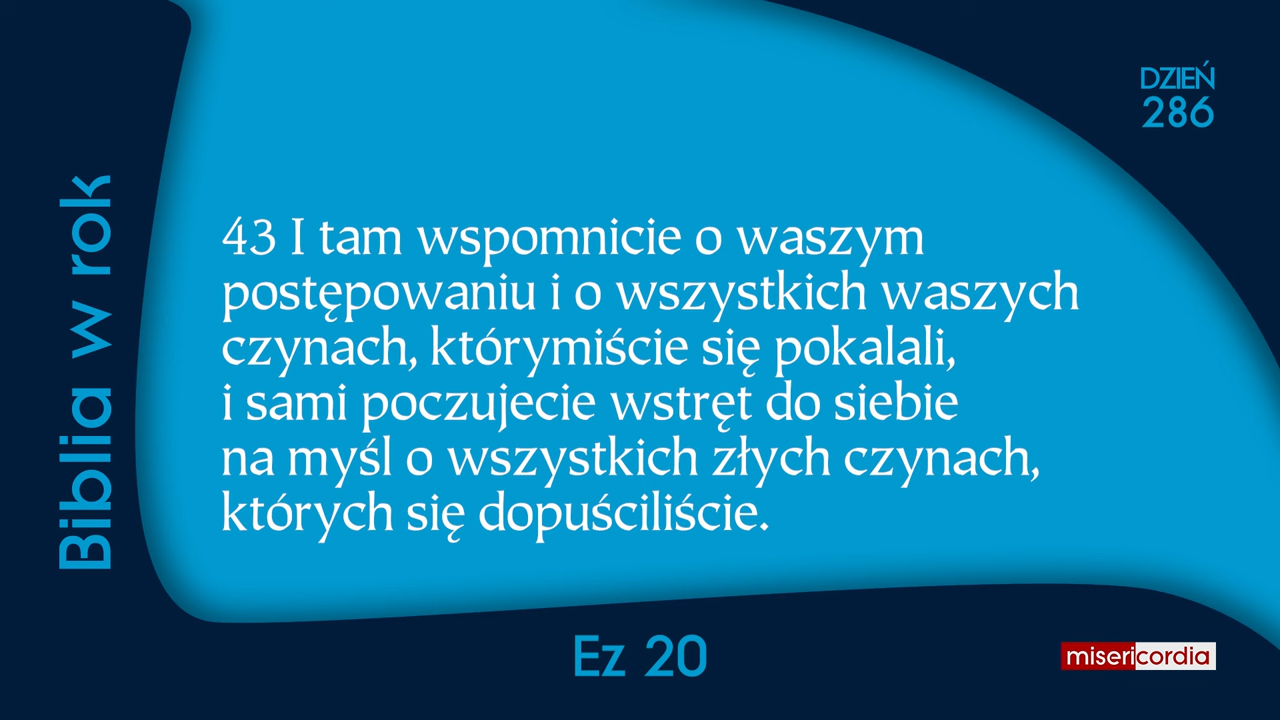 DZIEŃ
286
Biblia w rok
43 I tam wspomnicie o waszym
postępowaniu i o wszystkich waszych
czynach, którymiście się pokalali,
i sami poczujecie wstręt do siebie
na myśl o wszystkich złych czynach,
których się dopuściliście.
Ez 20
misericordia